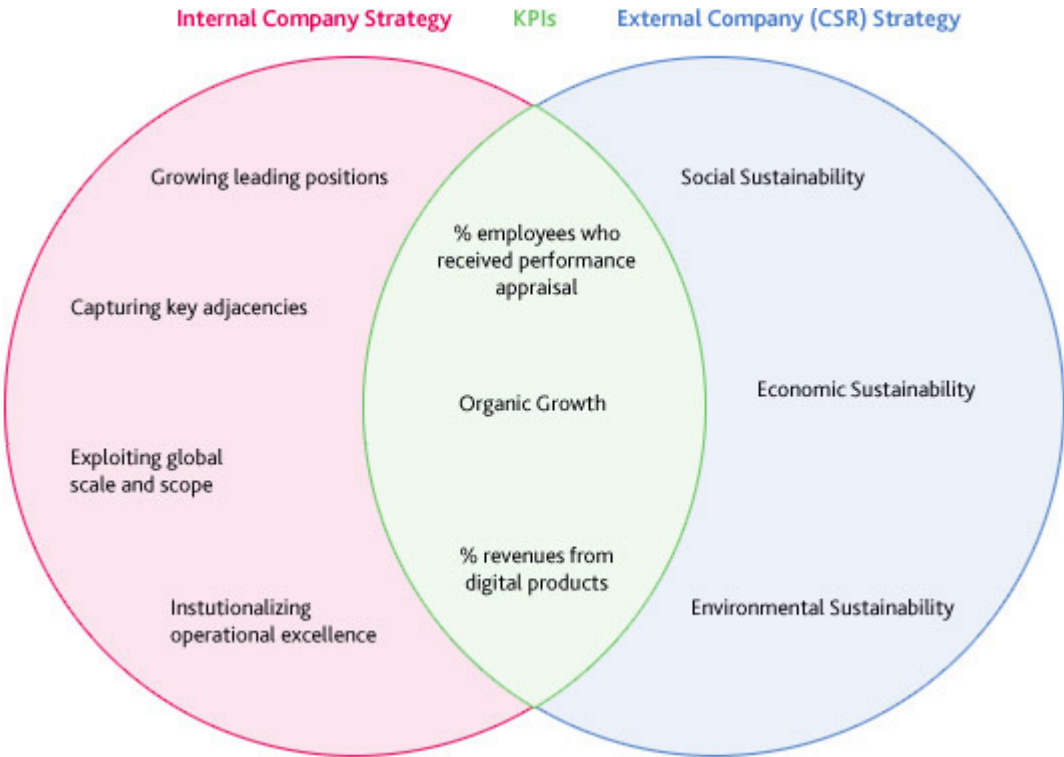 Internal Company Strategy
KPIs
External Company (CSR) Strategy
Growing leading positions
Capturing key adjacencies
Exploiting global
scale and scope
Instutionalizing
operational excellence
% employees who
received performance
appraisal
Organic Growth
% revenues from
digital products
Social Sustainability
Economic Sustainability
Environmental Sustainability